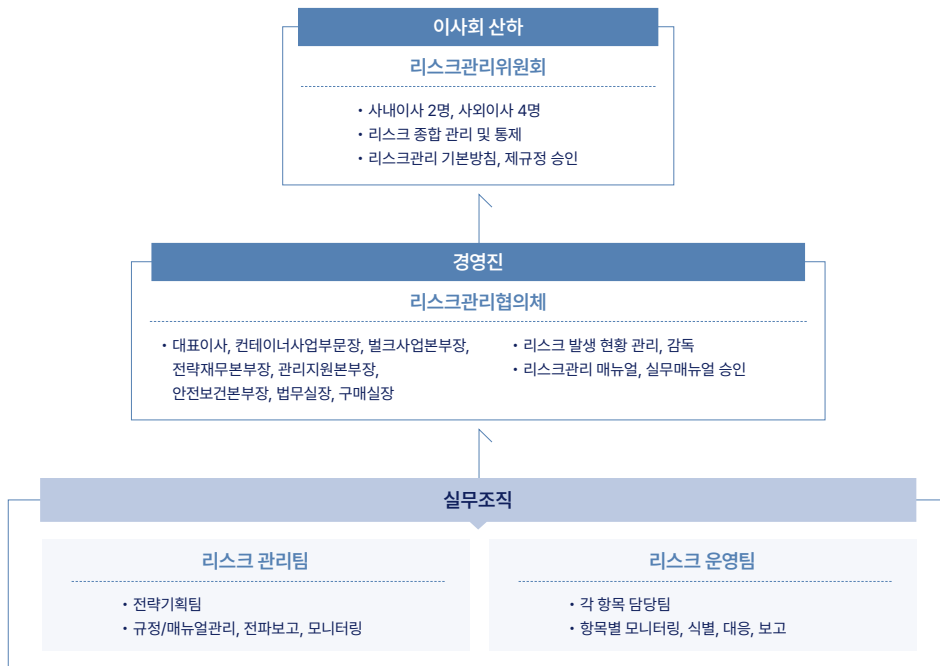 이사회 산하
리스크관리위원회
• 사내이사 2명, 사외이사 4명
• 리스크 종합 관리 및 통제
• 리스크관리 기본방침, 제규정 승인
경영진
리스크관리협의체
• 대표이사, 컨테이너사업부문장, 벌크사업본부장,
전략재무본부장, 관리지원본부장,
안전보건본부장, 법무실장, 구매실장
• 리스크 발생 현황 관리, 감독
• 리스크관리 매뉴얼, 실무매뉴얼 승인
실무조직
리스크 관리팀
• 전략기획팀
• 규정/매뉴얼관리, 전파보고, 모니터링
리스크 운영팀
• 각 항목 담당팀
• 항목별 모니터링, 식별, 대응, 보고